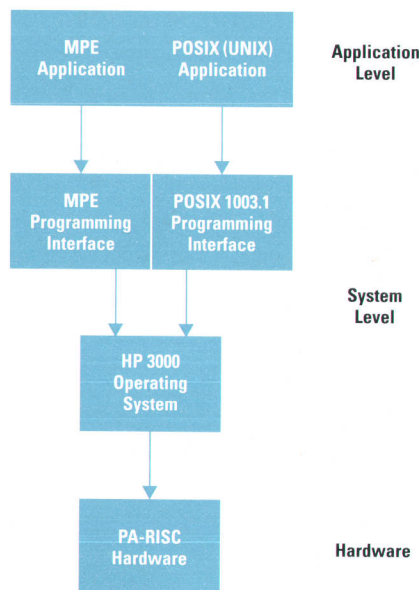 MPE
Application
POSIX (UNIX)
Application
Application
Level
MPE
Programming
Interface
POSIX 1003.1
Programming
Interface
System
Level
HP 3000
Operating
System
PA-RISC
Hardware
Hardware